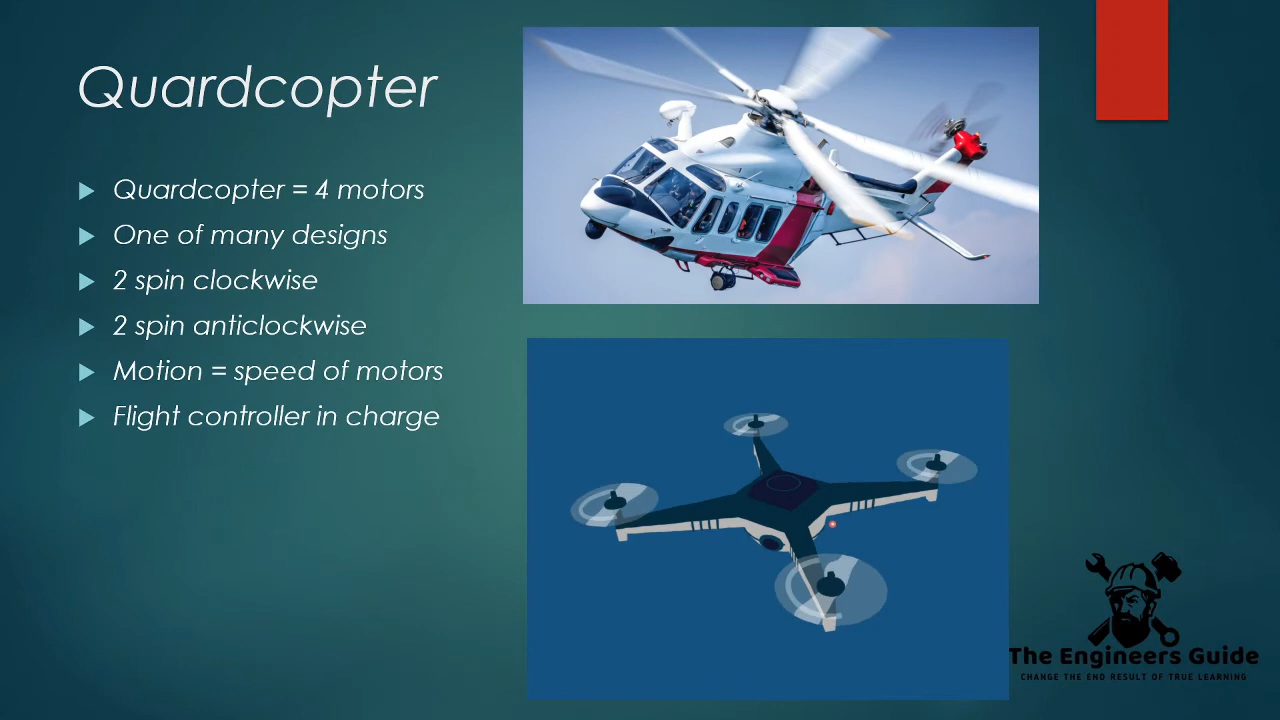 Quardcopter
Quardcopter = 4 motors
One of many designs
2 spin clockwise
2 spin anticlockwise
Motion = speed of motors
Flight controller in charge
The Engineers Guide
CHANGE THE END RESULT OF TRUE LEARNING